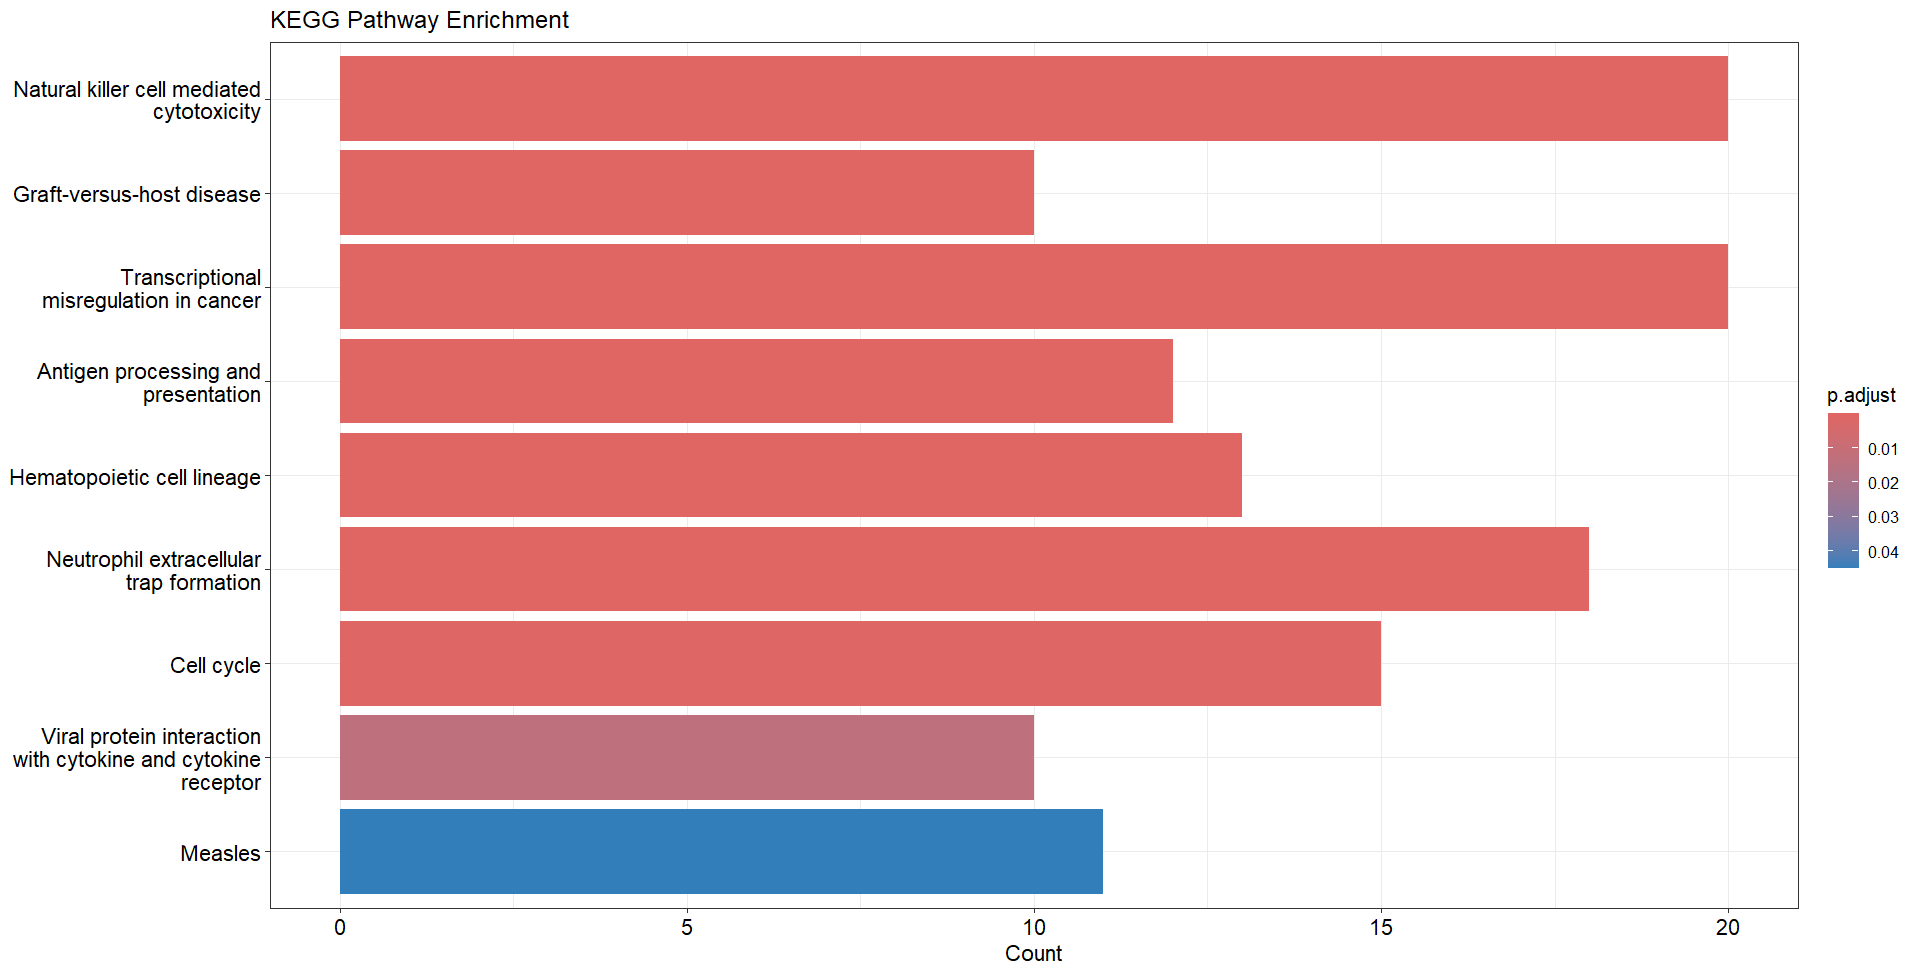 KEGG Pathway Enrichment
Natural killer cell mediated
cytotoxicity
Graft-versus-host disease
Transcriptional
misregulation in cancer
Antigen processing and
presentation
Hematopoietic cell lineage
Neutrophil extracellular
trap formation
Cell cycle
Viral protein interaction
with cytokine and cytokine
receptor
Measles
0 5 10 15 20
Count
p.adjust
0.01
0.02
0.03
0.04